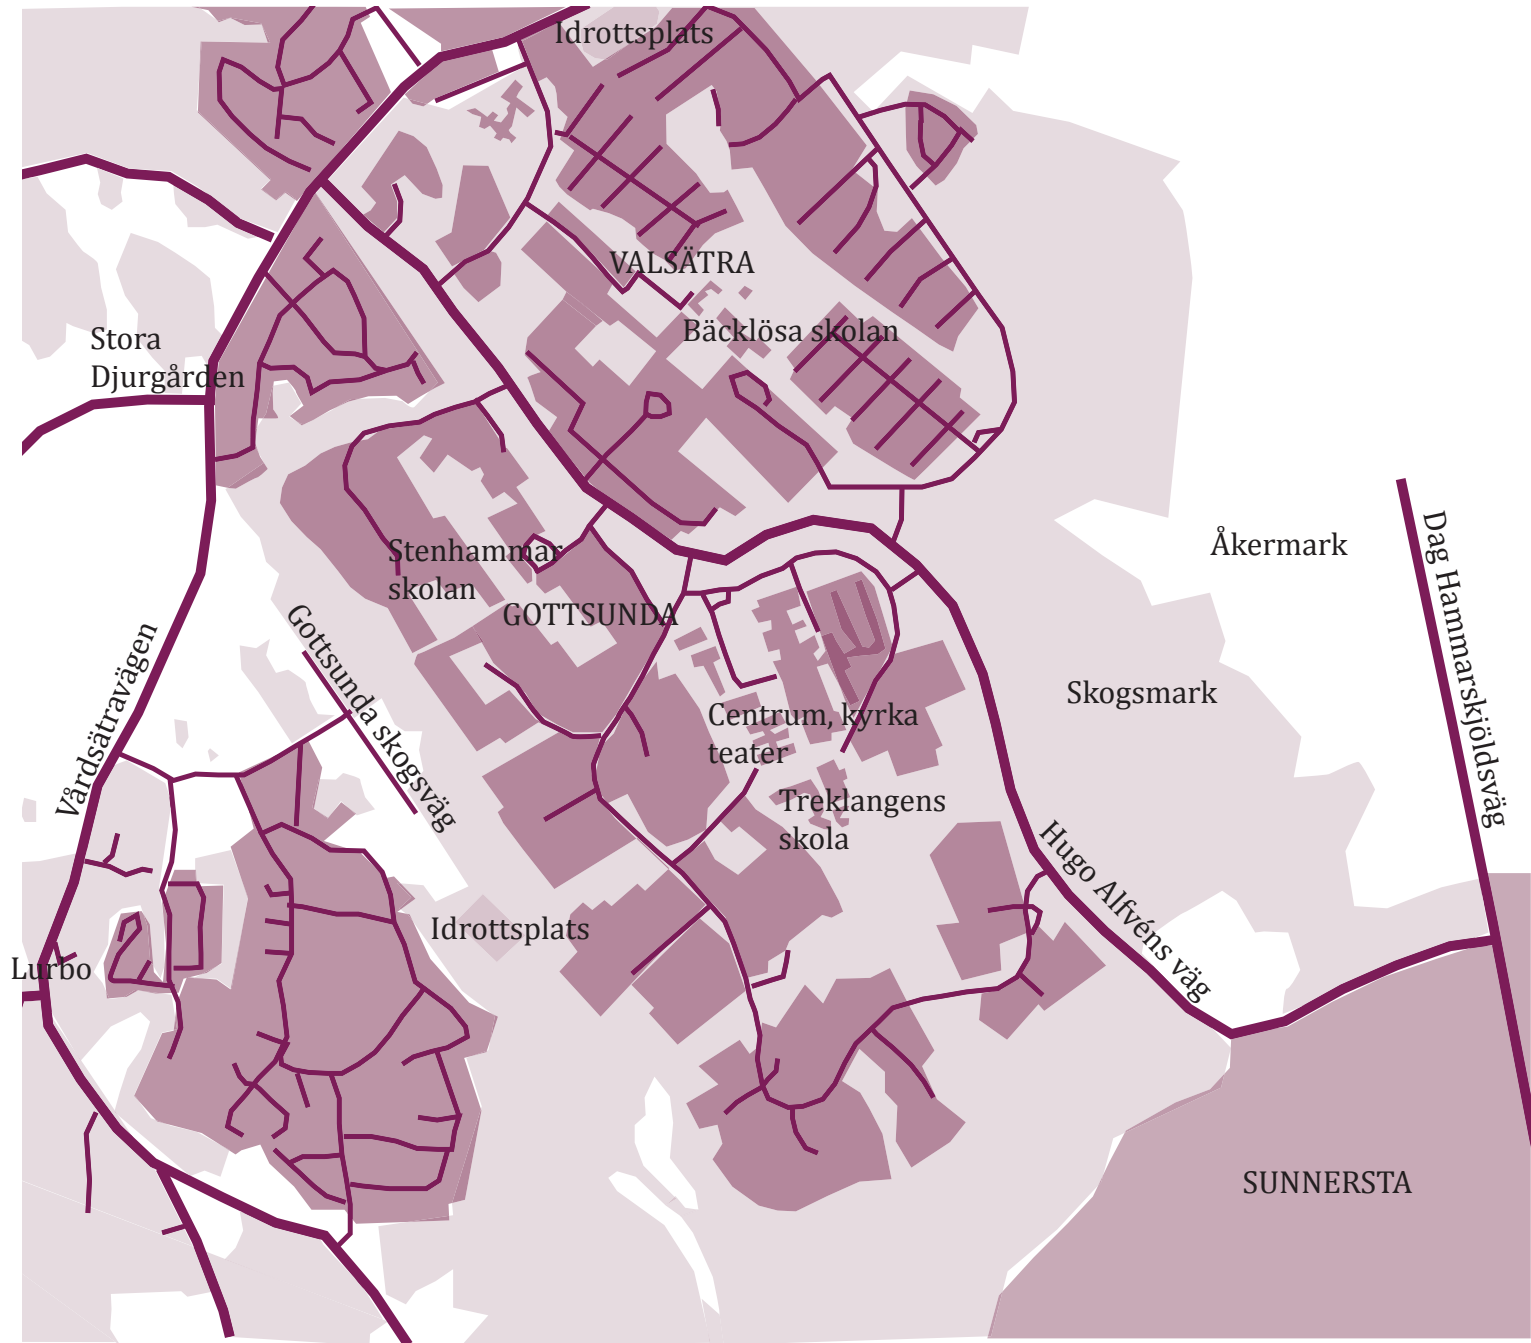 Idrottsplats
VALSÄTRA
Bäcklösa skolan
Stora
Djurgården
Stenhammar
skolan
GOTTSUNDA
Åkermark
Dag Hammarskjöldsväg
Vårdsätravägen
Gottsunda skogsväg
Skogsmark
Centrum, kyrka
teater
Treklangens
skola
Hugo Alfvéns väg
Idrottsplats
Lurbo
SUNNERSTA